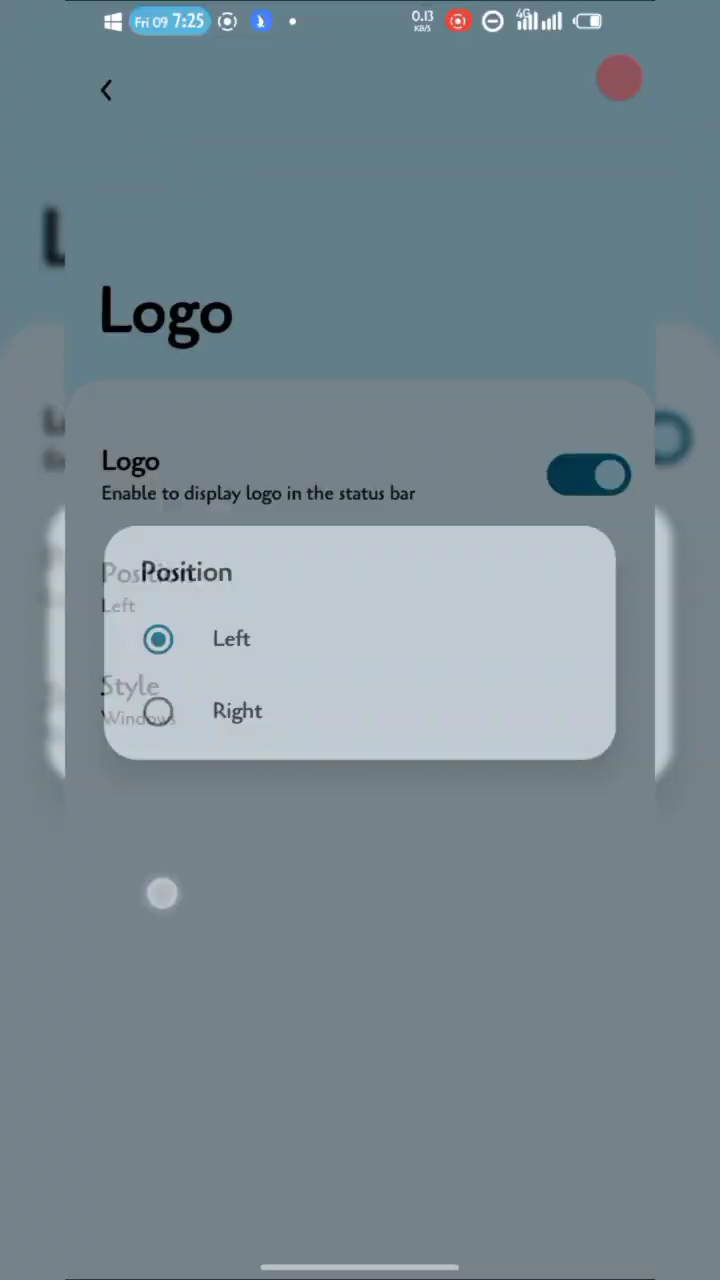 Fri 09 7:25
0.13
KB/S
4G
Logo
Logo
Enable to display logo in the status bar
Position
Position
Left
Left
Style
Windows
Right